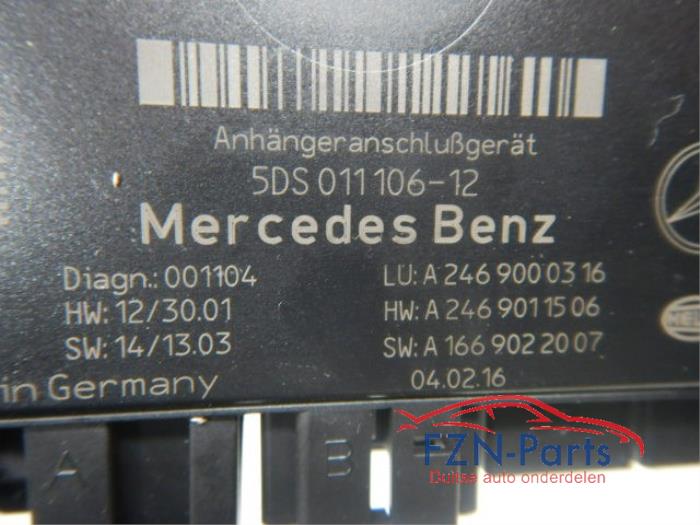 Anhängeranschlußgerät
5DS 011 106-12
Mercedes Benz
Diagn.: 001104 LU: A 246 900 03 16
HW: 12/30.01 HW: A 246 901 15 06
SW: 14/13.03 SW: A 166 902 20 07
in Germany 04.02.16
A B
FZN-Parts
Duitse auto onderdelen